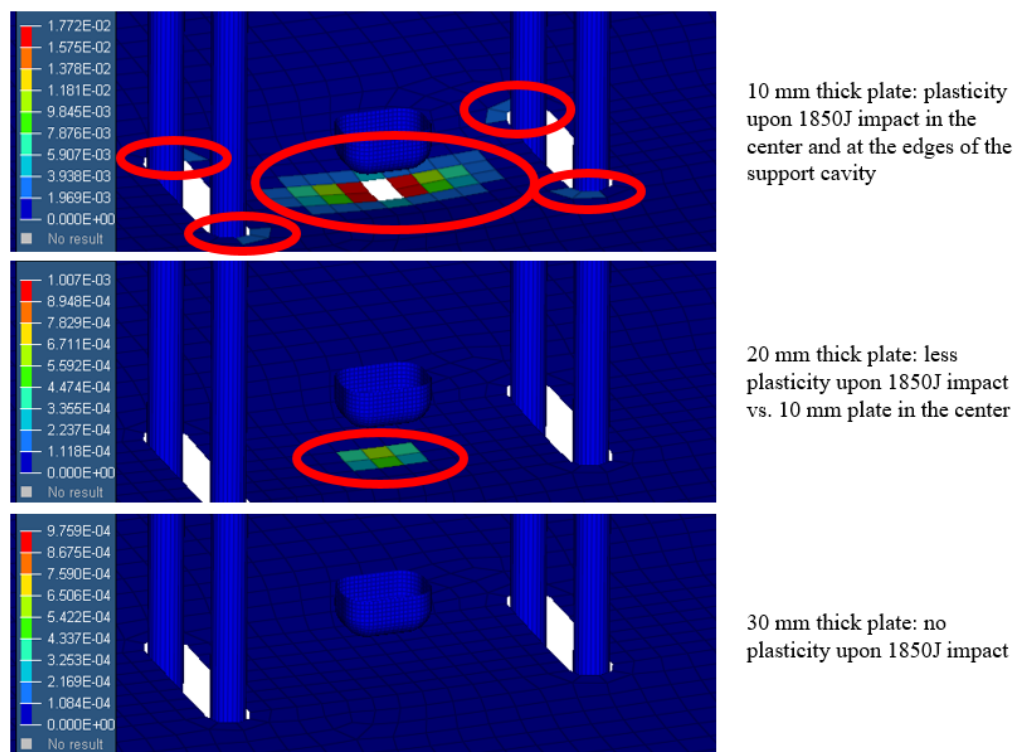 1.772E-02
1.575E-02
1.378E-02
1.181E-02
9.845E-03
7.876E-03
5.907E-03
3.938E-03
1.969E-03
0.000E+00
No result
10 mm thick plate: plasticity
upon 1850J impact in the
center and at the edges of the
support cavity
1.007E-03
8.948E-04
7.829E-04
6.711E-04
5.592E-04
4.474E-04
3.355E-04
2.237E-04
1.118E-04
0.000E+00
No result
20 mm thick plate: less
plasticity upon 1850J impact
vs. 10 mm plate in the center
9.759E-04
8.675E-04
7.590E-04
6.506E-04
5.422E-04
4.337E-04
3.253E-04
2.169E-04
1.084E-04
0.000E+00
No result
30 mm thick plate: no
plasticity upon 1850J impact